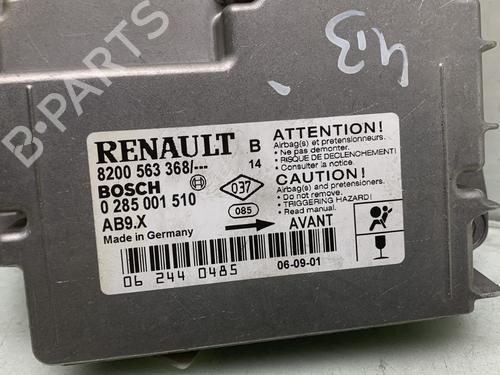 413
RENAULT B
8200 563 368/--- 14
BOSCH
0 285 001 510
AB9.X
Made in Germany
037
085
AVANT
ATTENTION!
Airbag(s) et pretensionneurs.
• Ne pas demonter.
• RISQUE DE DECLENCHEMENT!
• Consulter la notice.
CAUTION!
Airbag(s) and pretensioners.
• Do not remove.
• TRIGGERING HAZARD!
• Read manual.
06 244 0485
06-09-01
B-PARTS